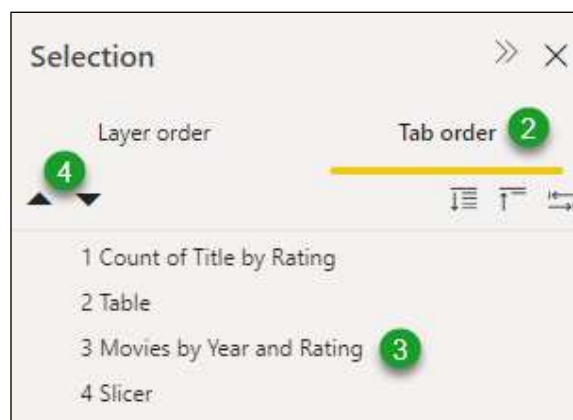 Selection
Layer order
Tab order 2
4
1 Count of Title by Rating
2 Table
3 Movies by Year and Rating 3
4 Slicer